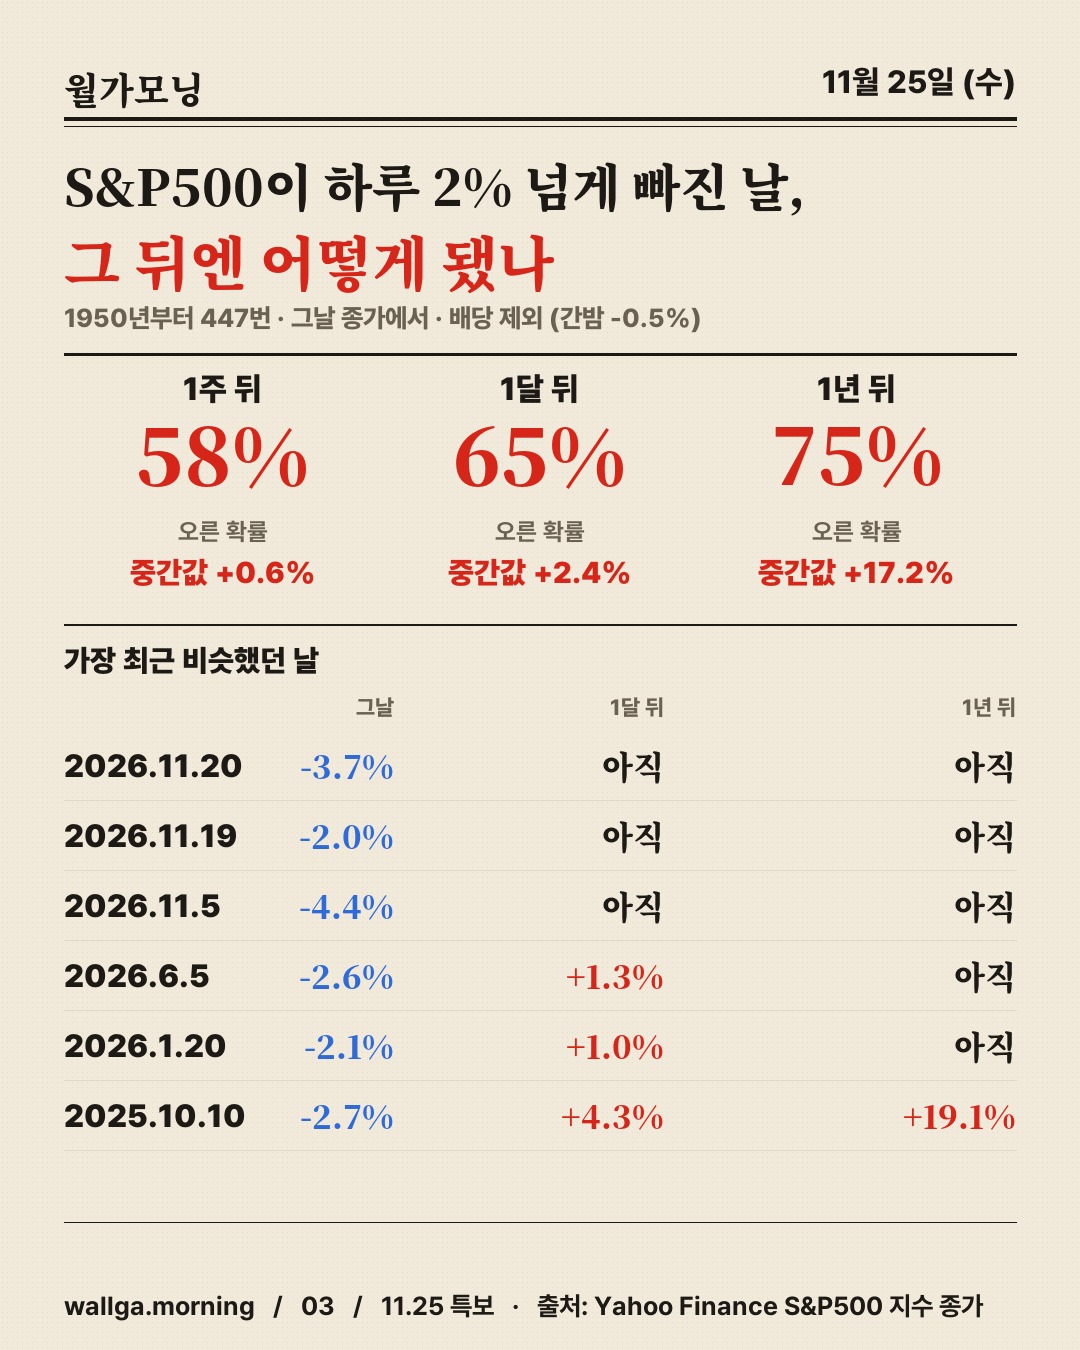 월가모닝
11월 25일 (수)
S&P500이 하루 2% 넘게 빠진 날,
그 뒤엔 어떻게 됐나
1950년부터 447번 · 그날 종가에서 · 배당 제외 (간밤 -0.5%)
1주 뒤 1달 뒤 1년 뒤
58% 65% 75%
오른 확률 오른 확률 오른 확률
중간값 +0.6% 중간값 +2.4% 중간값 +17.2%
가장 최근 비슷했던 날
그날 1달 뒤 1년 뒤
2026.11.20 -3.7% 아직 아직
2026.11.19 -2.0% 아직 아직
2026.11.5 -4.4% 아직 아직
2026.6.5 -2.6% +1.3% 아직
2026.1.20 -2.1% +1.0% 아직
2025.10.10 -2.7% +4.3% +19.1%
wallga.morning / 03 / 11.25 특보 · 출처: Yahoo Finance S&P500 지수 종가